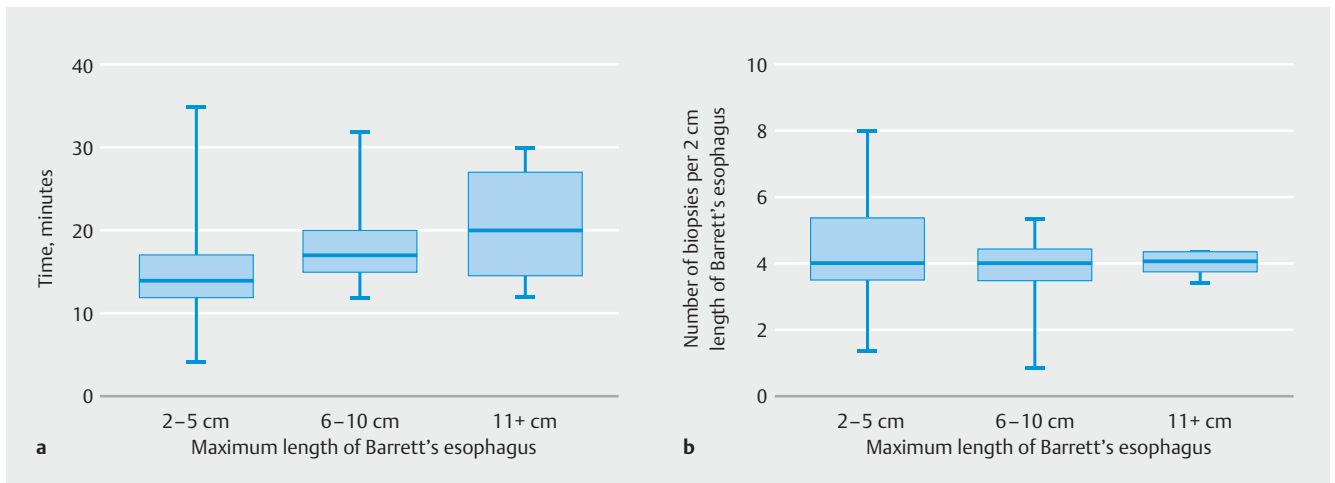 40
30
20
10
0
Time, minutes
2–5 cm
6–10 cm
11+ cm
a
Maximum length of Barrett’s esophagus
10
8
6
4
2
0
Number of biopsies per 2 cm
length of Barrett’s esophagus
2–5 cm
6–10 cm
11+ cm
b
Maximum length of Barrett’s esophagus